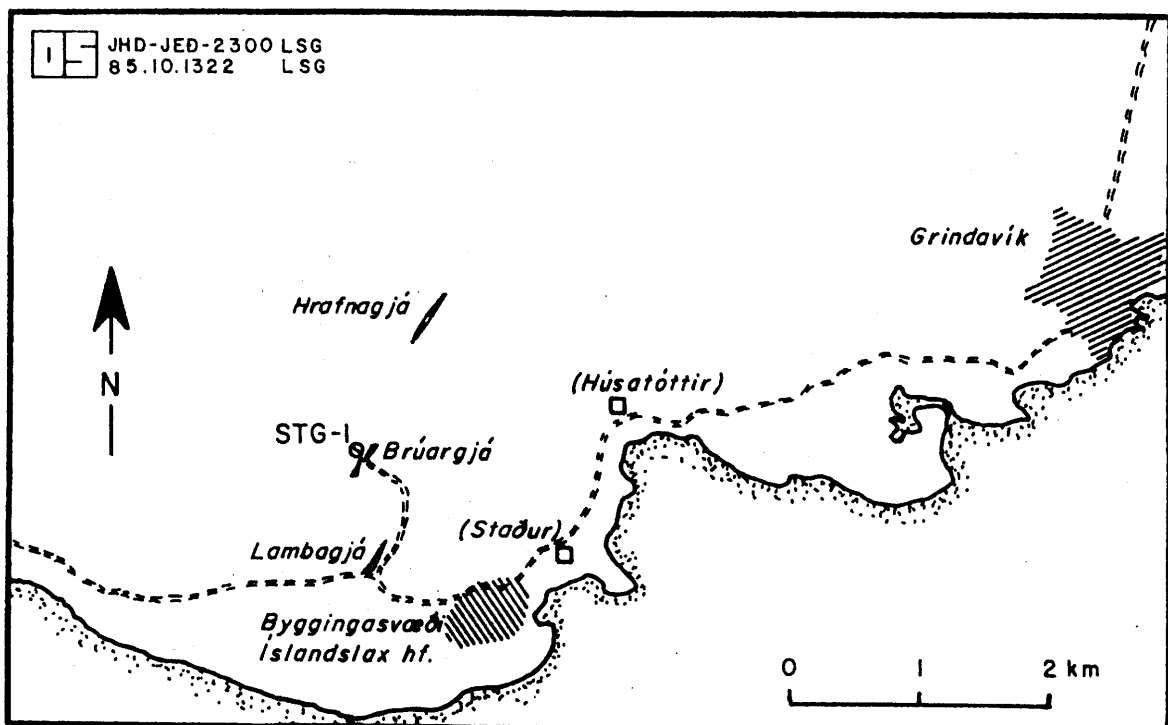 OS
JHD-JEÐ-2300 LSG
85.10.1322 LSG
Grindavík
Hrafnagjá
N
(Húsatóttir)
STG-1
Brúargjá
(Staður)
Lambagjá
Byggingasvæði
Íslandslax hf.
0 1 2 km